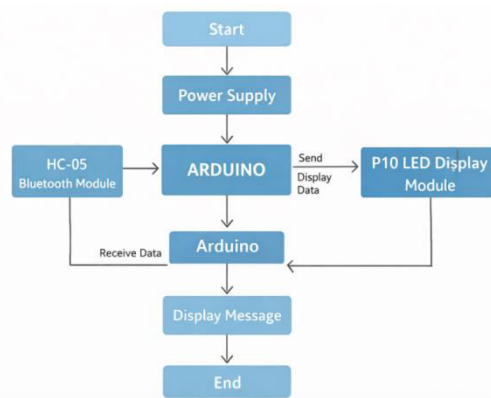 Start
Power Supply
HC-05
Bluetooth Module
ARDUINO
Send
Display
Data
P10 LED Display
Module
Receive Data
Arduino
Display Message
End